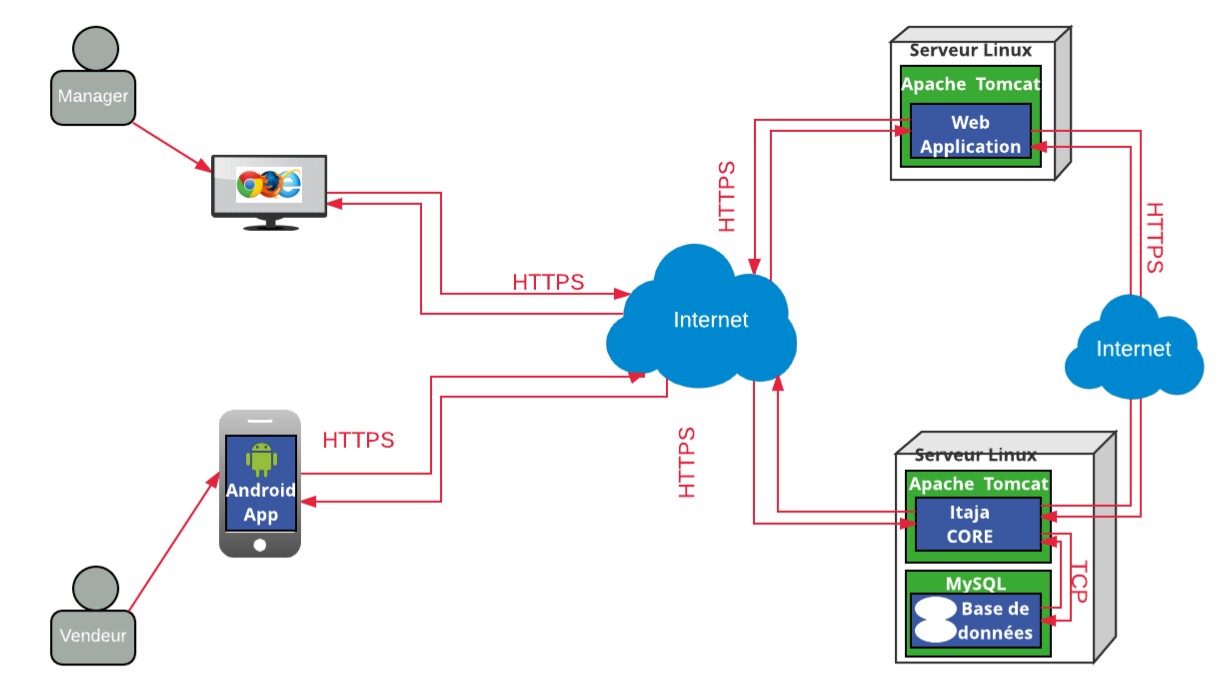 Manager
Serveur Linux
Apache Tomcat
Web
Application
HTTPS
HTTPS
HTTPS
Internet
Internet
HTTPS
Android
App
HTTPS
Serveur Linux
Apache Tomcat
Itaja
CORE
TCP
MySQL
Base de
données
Vendeur